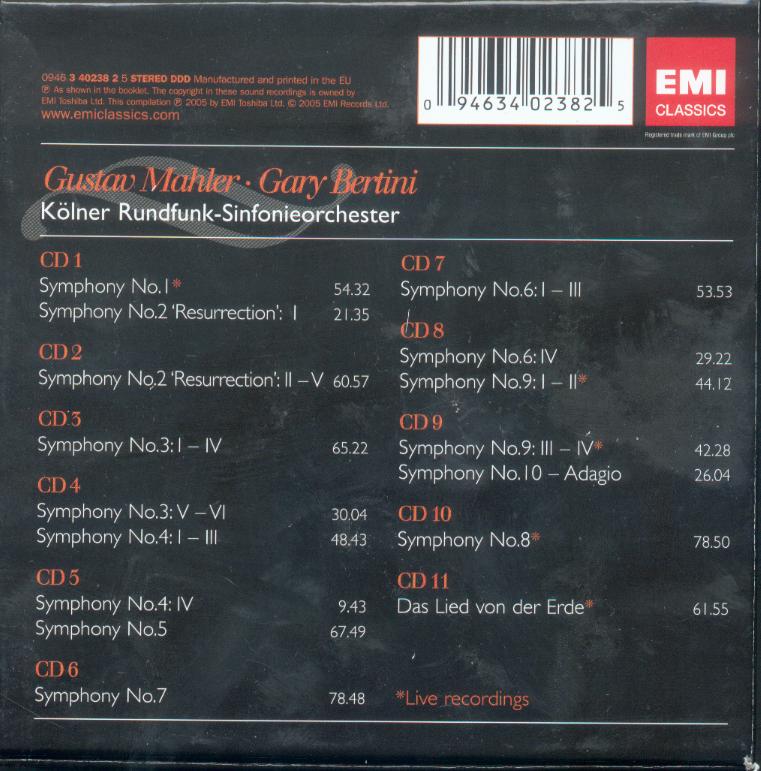 0946 3 40238 2 5 STEREO DDD Manufactured and printed in the EU
℗ As shown in the booklet. The copyright in these sound recordings is owned by
EMI Toshiba Ltd. This compilation ℗ 2005 by EMI Toshiba Ltd. © 2005 EMI Records Ltd.
www.emiclassics.com
0 94634 02382 5
EMI
CLASSICS
Registered trade mark of EMI Group plc
Gustav Mahler · Gary Bertini
Kölner Rundfunk-Sinfonieorchester
CD 1
Symphony No.1* 54.32
Symphony No.2 ‘Resurrection’: I 21.35
CD 2
Symphony No.2 ‘Resurrection’: II – V 60.57
CD 3
Symphony No.3: I – IV 65.22
CD 4
Symphony No.3: V – VI 30.04
Symphony No.4: I – III 48.43
CD 5
Symphony No.4: IV 9.43
Symphony No.5 67.49
CD 6
Symphony No.7 78.48
CD 7
Symphony No.6: I – III 53.53
CD 8
Symphony No.6: IV 29.22
Symphony No.9: I – II* 44.12
CD 9
Symphony No.9: III – IV* 42.28
Symphony No.10 – Adagio 26.04
CD 10
Symphony No.8* 78.50
CD 11
Das Lied von der Erde* 61.55
*Live recordings